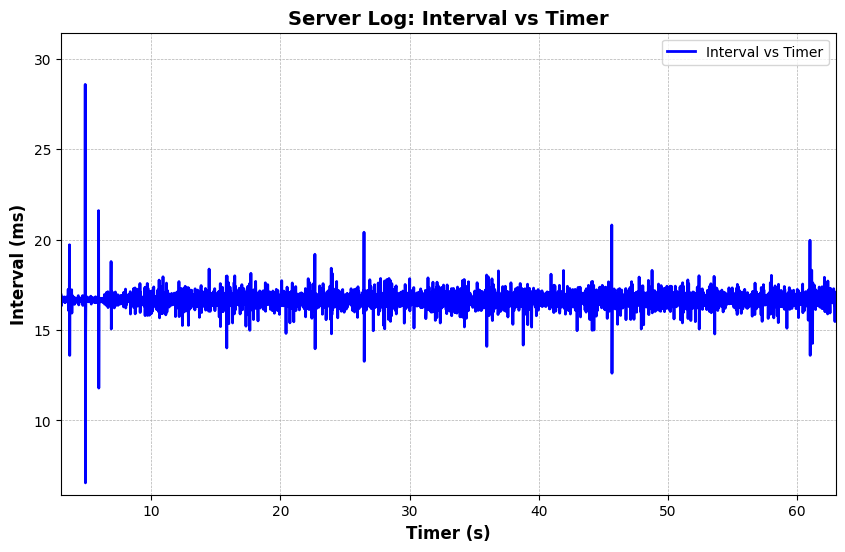 Server Log: Interval vs Timer
Interval vs Timer
Interval (ms)
30
25
20
15
10
10 20 30 40 50 60
Timer (s)